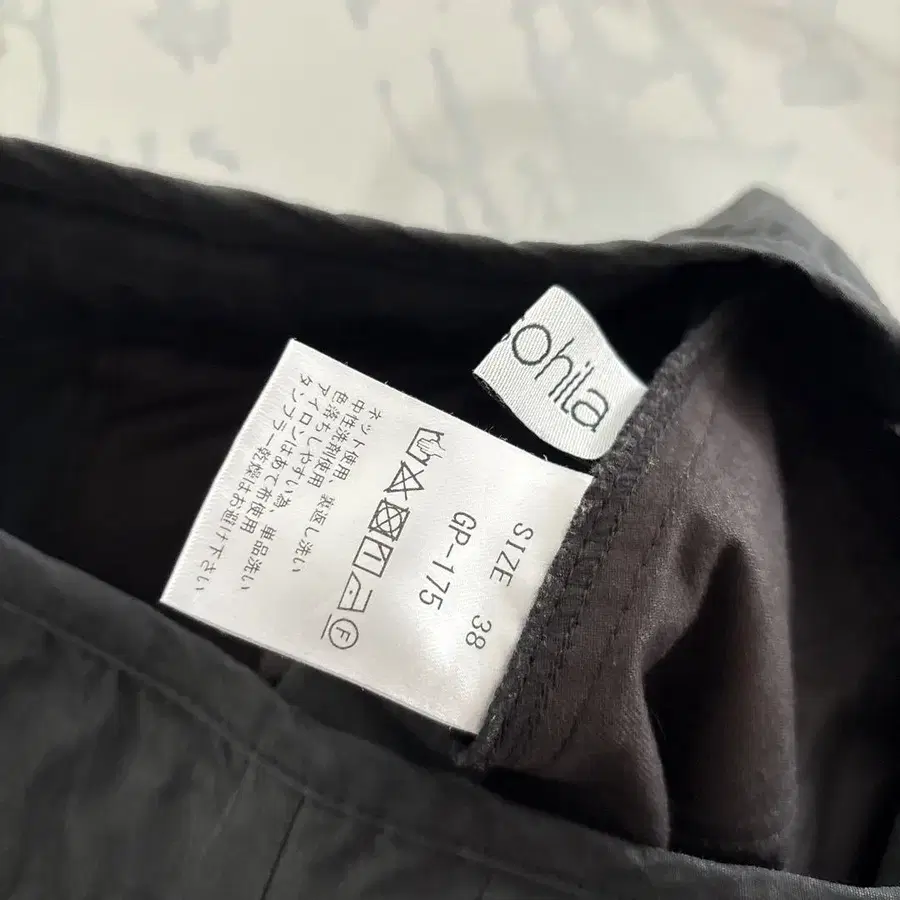 ohila
SIZE 38
GP-175
F
ネット使用、裏返し洗い
中性洗剤使用
色落ちしやすい為、単品洗い
アイロンはあて布使用
タンブラー乾燥はお避け下さい